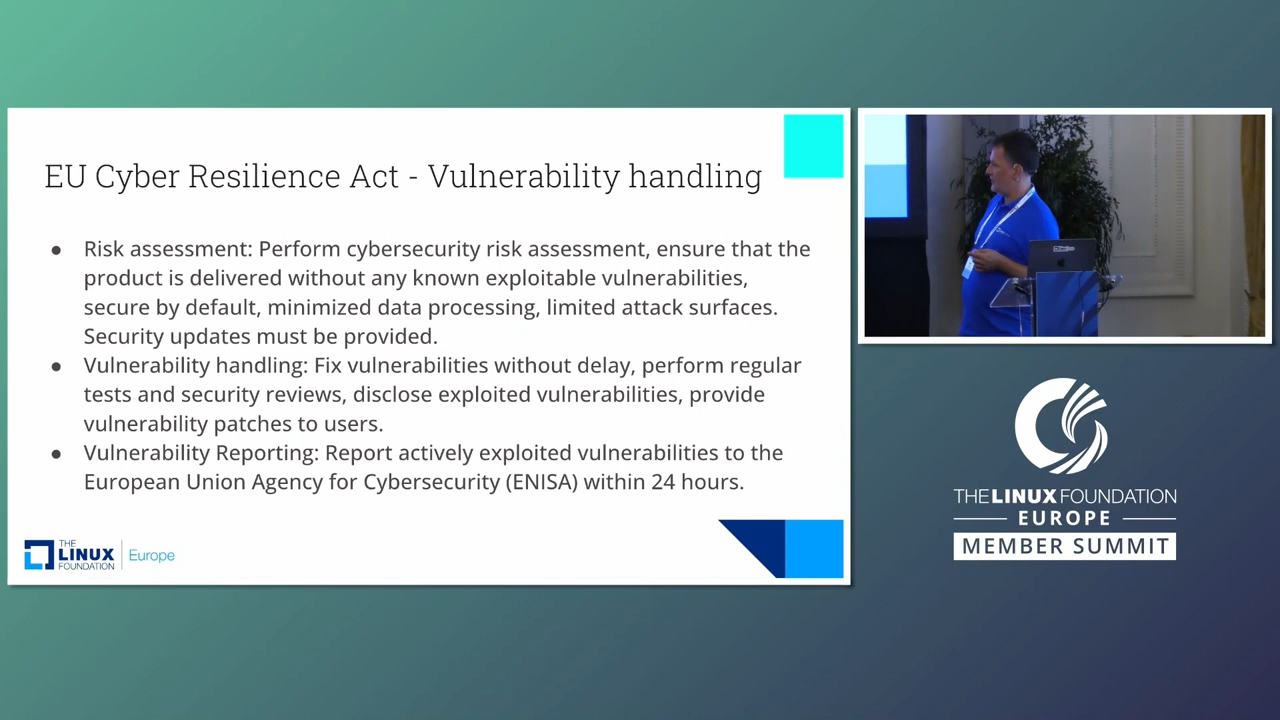 EU Cyber Resilience Act - Vulnerability handling
● Risk assessment: Perform cybersecurity risk assessment, ensure that the
product is delivered without any known exploitable vulnerabilities,
secure by default, minimized data processing, limited attack surfaces.
Security updates must be provided.
● Vulnerability handling: Fix vulnerabilities without delay, perform regular
tests and security reviews, disclose exploited vulnerabilities, provide
vulnerability patches to users.
● Vulnerability Reporting: Report actively exploited vulnerabilities to the
European Union Agency for Cybersecurity (ENISA) within 24 hours.
THE
LINUX
FOUNDATION
Europe
THE LINUX FOUNDATION
EUROPE
MEMBER SUMMIT